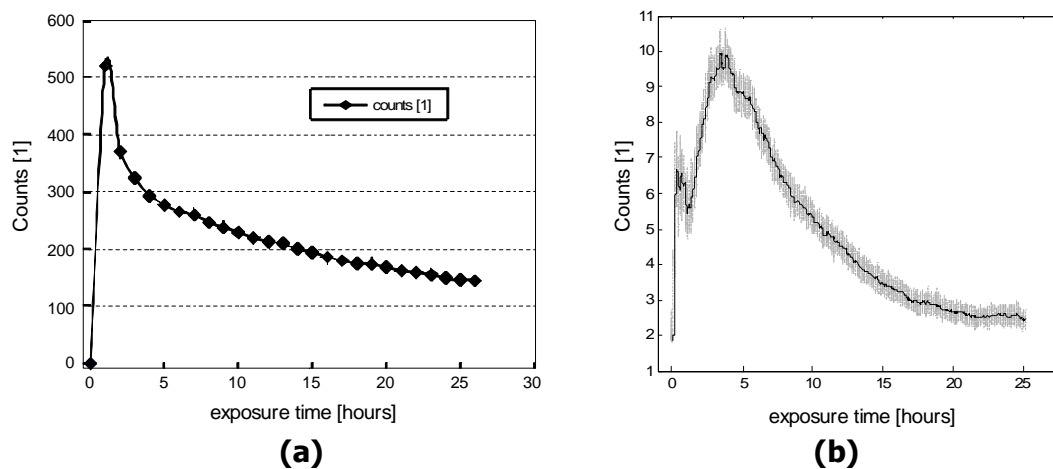 600
500
400
300
200
100
0
Counts [1]
counts [1]
0 5 10 15 20 25 30
exposure time [hours]
(a)
11
10
9
8
7
6
5
4
3
2
1
Counts [1]
0 5 10 15 20 25
exposure time [hours]
(b)